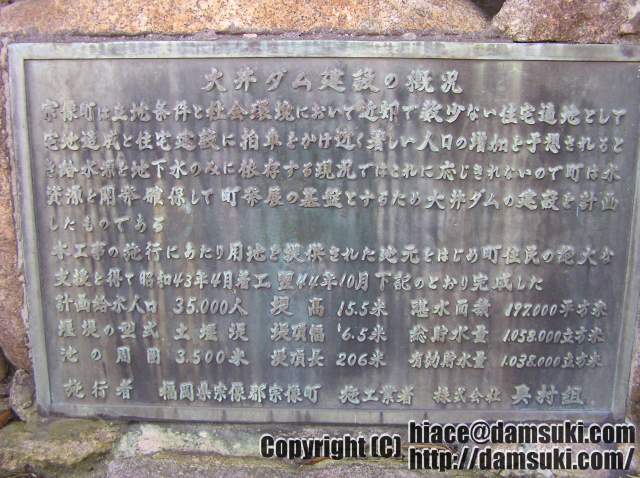 大井ダム建設の概況
宗像町は土地条件と社会環境において近郊で数少ない住宅適地として
宅地造成と住宅建設に拍車をかけ近く著しい人口の増加を予想されると
き給水源を地下水のみに依存する現況ではこれに応じきれないので町は水
資源を開発確保して町発展の基盤とするため大井ダムの建設を計画
したものである
本工事の施行にあたり用地を提供された地元をはじめ町住民の絶大な
支援を得て昭和43年4月着工翌44年10月下記のとおり完成した
計画給水人口 35.000人 堤高 15.5米 湛水面積 197.000平方米
堰堤の型式 土堰堤 堤頂幅 6.5米 総貯水量 1.058.000立方米
池の周囲 3.500米 堤頂長 206米 有効貯水量 1.038.000立方米
施行者 福岡県宗像郡宗像町 施工業者 株式会社 村組
Copyright (C) hiace@damsuki.com
http://damsuki.com/